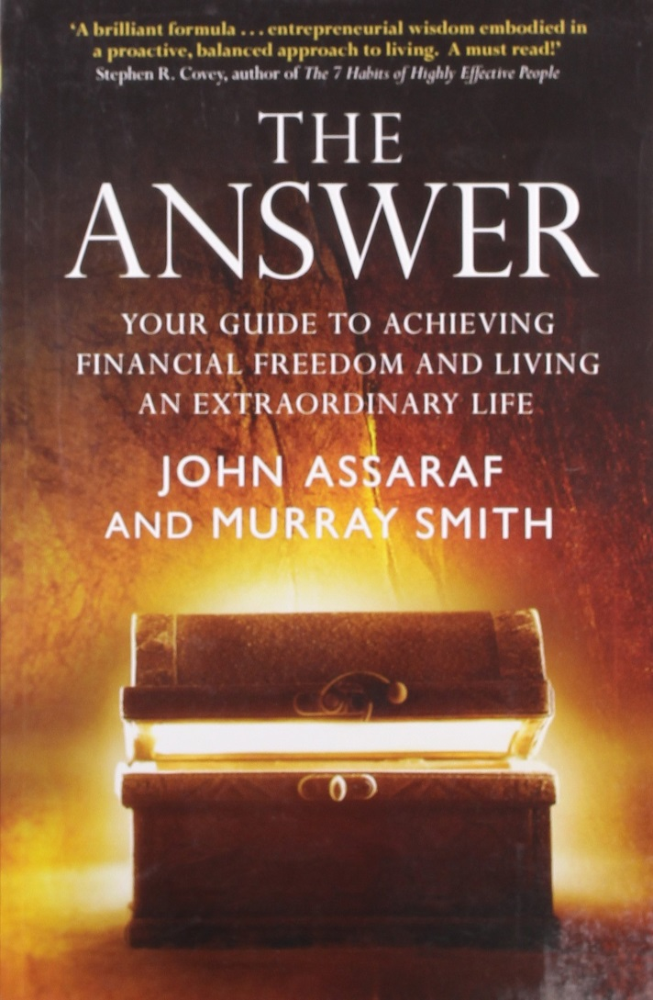 ‘A brilliant formula . . . entrepreneurial wisdom embodied in
a proactive, balanced approach to living. A must read!’
Stephen R. Covey, author of The 7 Habits of Highly Effective People
THE
ANSWER
YOUR GUIDE TO ACHIEVING
FINANCIAL FREEDOM AND LIVING
AN EXTRAORDINARY LIFE
JOHN ASSARAF
AND MURRAY SMITH